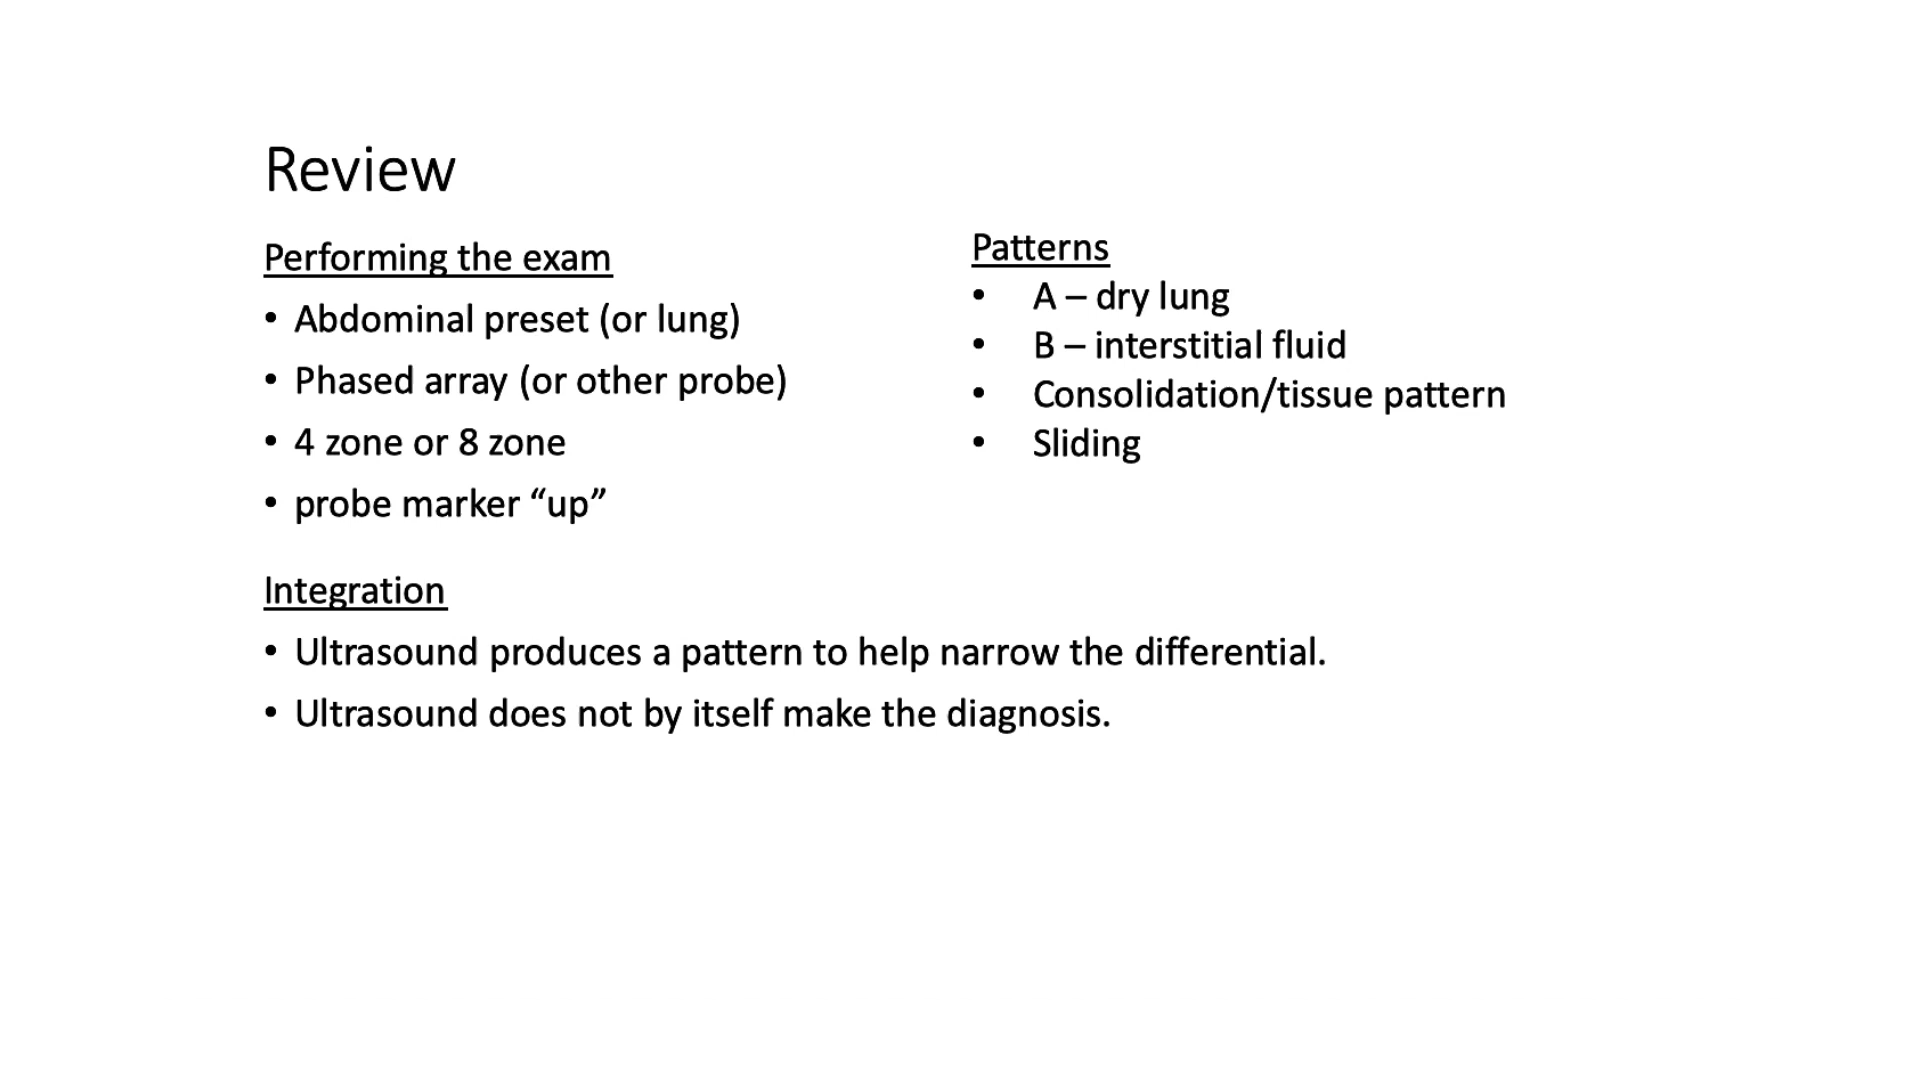 Review
Performing the exam
• Abdominal preset (or lung)
• Phased array (or other probe)
• 4 zone or 8 zone
• probe marker “up”
Patterns
• A – dry lung
• B – interstitial fluid
• Consolidation/tissue pattern
• Sliding
Integration
• Ultrasound produces a pattern to help narrow the differential.
• Ultrasound does not by itself make the diagnosis.